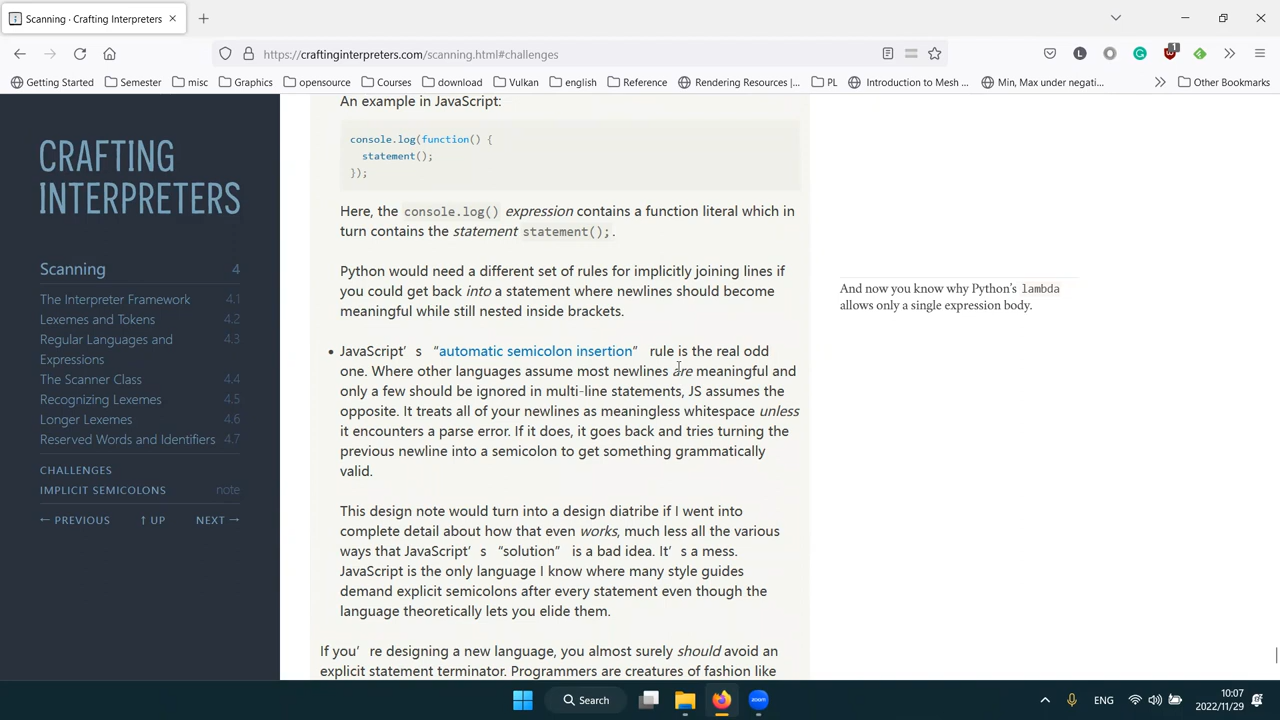 Scanning · Crafting Interpreters
https://craftinginterpreters.com/scanning.html#challenges
L
1
Getting Started
Semester
misc
Graphics
opensource
Courses
download
Vulkan
english
Reference
Rendering Resources |...
PL
Introduction to Mesh ...
Min, Max under negati...
Other Bookmarks
CRAFTING
INTERPRETERS
Scanning 4
The Interpreter Framework 4.1
Lexemes and Tokens 4.2
Regular Languages and 4.3
Expressions
The Scanner Class 4.4
Recognizing Lexemes 4.5
Longer Lexemes 4.6
Reserved Words and Identifiers 4.7
CHALLENGES
IMPLICIT SEMICOLONS note
← PREVIOUS ↑ UP NEXT →
An example in JavaScript:
console.log(function() {
statement();
});
Here, the console.log() expression contains a function literal which in
turn contains the statement statement();.
Python would need a different set of rules for implicitly joining lines if
you could get back into a statement where newlines should become
meaningful while still nested inside brackets.
And now you know why Python's lambda
allows only a single expression body.
• JavaScript's “automatic semicolon insertion” rule is the real odd
one. Where other languages assume most newlines are meaningful and
only a few should be ignored in multi-line statements, JS assumes the
opposite. It treats all of your newlines as meaningless whitespace unless
it encounters a parse error. If it does, it goes back and tries turning the
previous newline into a semicolon to get something grammatically
valid.
This design note would turn into a design diatribe if I went into
complete detail about how that even works, much less all the various
ways that JavaScript's “solution” is a bad idea. It's a mess.
JavaScript is the only language I know where many style guides
demand explicit semicolons after every statement even though the
language theoretically lets you elide them.
If you're designing a new language, you almost surely should avoid an
explicit statement terminator. Programmers are creatures of fashion like
Search
zoom
ENG
10:07
2022/11/29